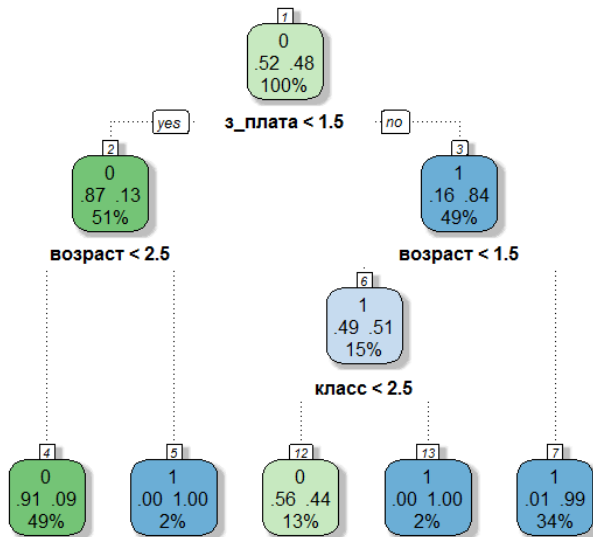 1
0
.52 .48
100%
yes з_плата < 1.5 no
2 3
0 1
.87 .13 .16 .84
51% 49%
возраст < 2.5 возраст < 1.5
6
1
.49 .51
15%
класс < 2.5
4 5 12 13 7
0 1 0 1 1
.91 .09 .00 1.00 .56 .44 .00 1.00 .01 .99
49% 2% 13% 2% 34%